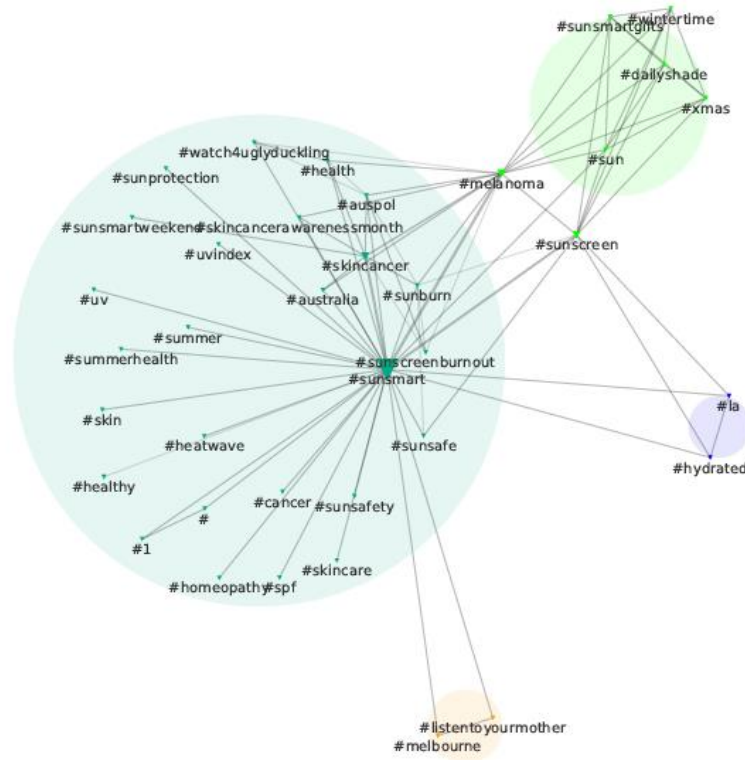 #wintertime
#sunsmartgifts
#dailyshade
#xmas
#sun
#watch4uglyduckling
#health
#sunprotection
#melanoma
#auspol
#sunsmartweekend
#skincancerawarenessmonth
#sunscreen
#uvindex
#skincancer
#uv
#australia
#sunburn
#summer
#summerhealth
#sunscreenburnout
#sunsmart
#la
#skin
#heatwave
#sunsafe
#hydrated
#healthy
#cancer
#sunsafety
#
#1
#skincare
#homeopathy
#spf
#listentoyourmother
#melbourne